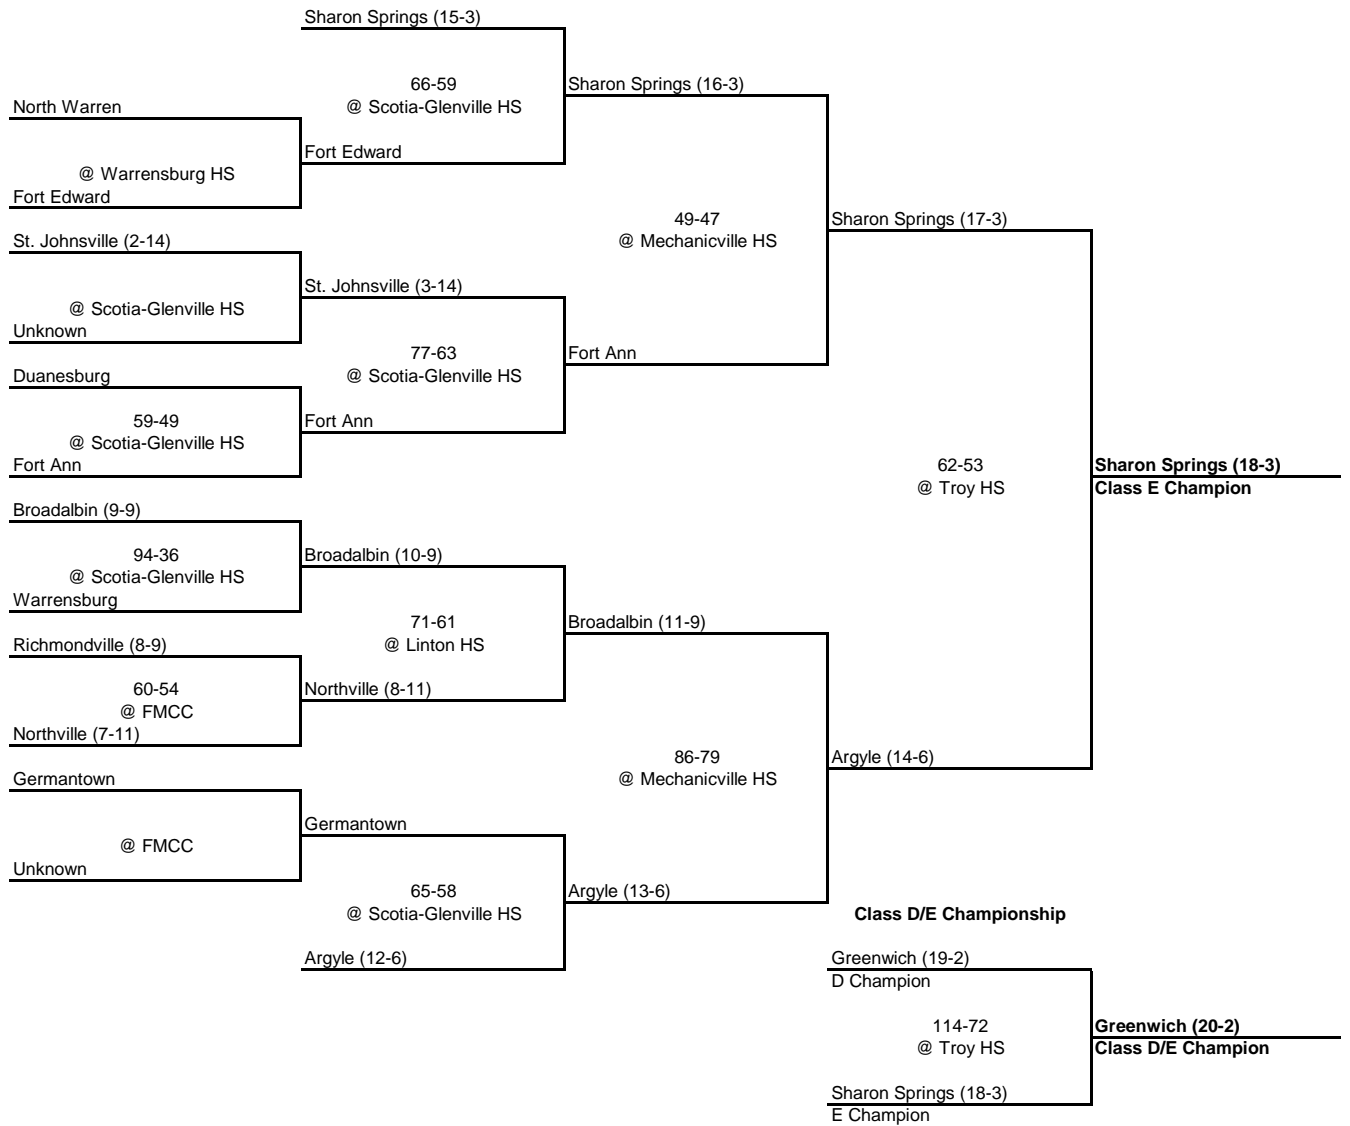 Sharon Springs (15-3)
66-59
@ Scotia-Glenville HS
Sharon Springs (16-3)
North Warren
Fort Edward
@ Warrensburg HS
Fort Edward
49-47
@ Mechanicville HS
Sharon Springs (17-3)
St. Johnsville (2-14)
St. Johnsville (3-14)
@ Scotia-Glenville HS
Unknown
77-63
@ Scotia-Glenville HS
Fort Ann
Duanesburg
59-49
@ Scotia-Glenville HS
Fort Ann
Fort Ann
62-53
@ Troy HS
Sharon Springs (18-3)
Class E Champion
Broadalbin (9-9)
94-36
@ Scotia-Glenville HS
Broadalbin (10-9)
Warrensburg
71-61
@ Linton HS
Broadalbin (11-9)
Richmondville (8-9)
60-54
@ FMCC
Northville (8-11)
Northville (7-11)
86-79
@ Mechanicville HS
Argyle (14-6)
Germantown
Germantown
@ FMCC
Unknown
65-58
@ Scotia-Glenville HS
Argyle (13-6)
Argyle (12-6)
Class D/E Championship
Greenwich (19-2)
D Champion
114-72
@ Troy HS
Greenwich (20-2)
Class D/E Champion
Sharon Springs (18-3)
E Champion